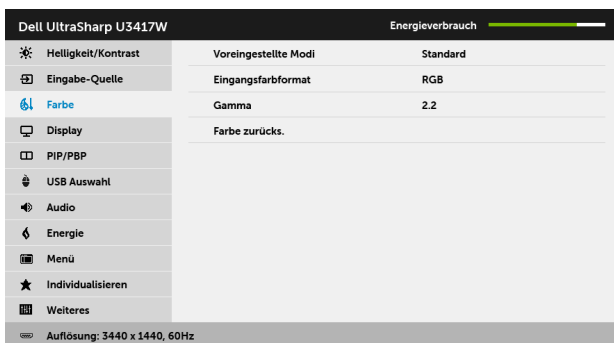 Dell UltraSharp U3417W Energieverbrauch
Helligkeit/Kontrast Voreingestellte Modi Standard
Eingabe-Quelle Eingangsfarbformat RGB
Farbe Gamma 2.2
Display Farbe zurücks.
PIP/PBP
USB Auswahl
Audio
Energie
Menü
Individualisieren
Weiteres
Auflösung: 3440 x 1440, 60Hz